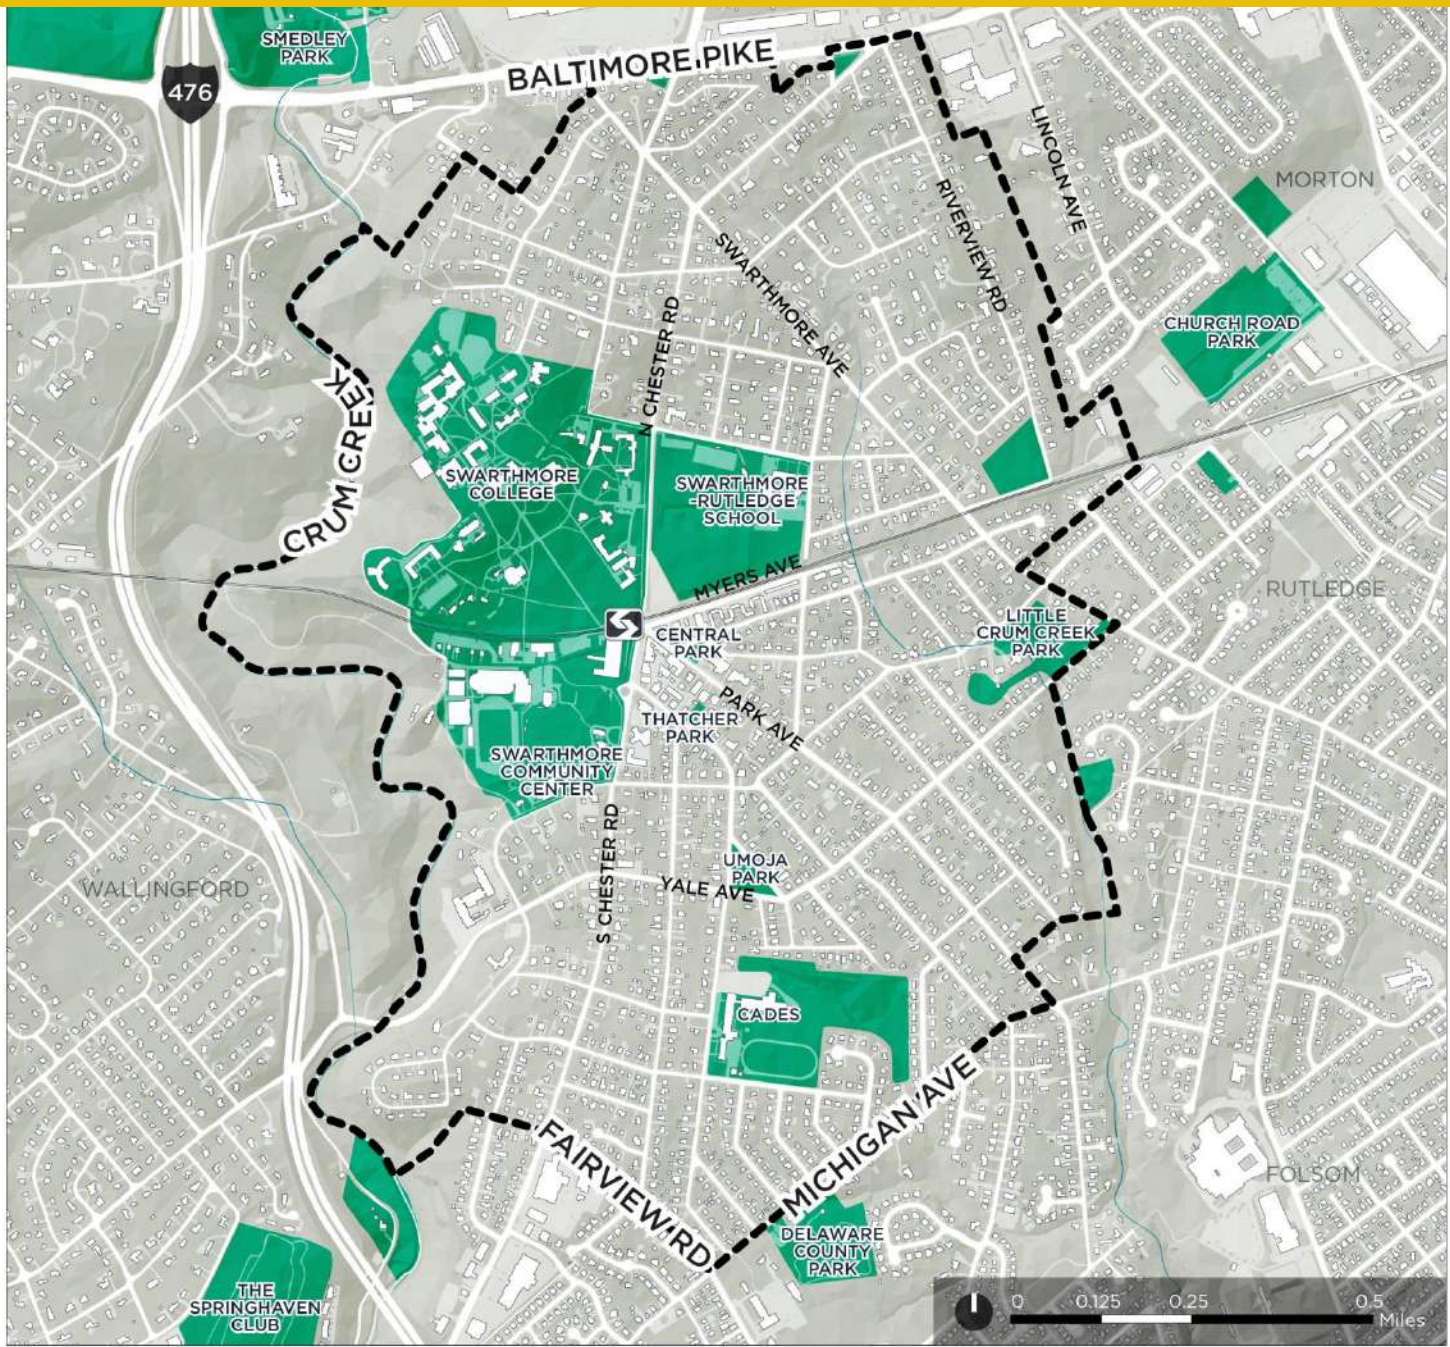 SMEDLEY
PARK
BALTIMORE PIKE
476
LINCOLN AVE
MORTON
RIVERVIEW RD
SWARTHMORE AVE
N CHESTER RD
CHURCH ROAD
PARK
CRUM CREEK
SWARTHMORE
COLLEGE
SWARTHMORE
-RUTLEDGE
SCHOOL
MYERS AVE
RUTLEDGE
LITTLE
CRUM CREEK
PARK
CENTRAL
PARK
PARK AVE
THATCHER
PARK
SWARTHMORE
COMMUNITY
CENTER
S CHESTER RD
UMOJA
PARK
YALE AVE
WALLINGFORD
CADES
MICHIGAN AVE
FAIRVIEW RD
FOLSOM
DELAWARE
COUNTY
PARK
THE
SPRINGHAVEN
CLUB
0 0.125 0.25 0.5
Miles